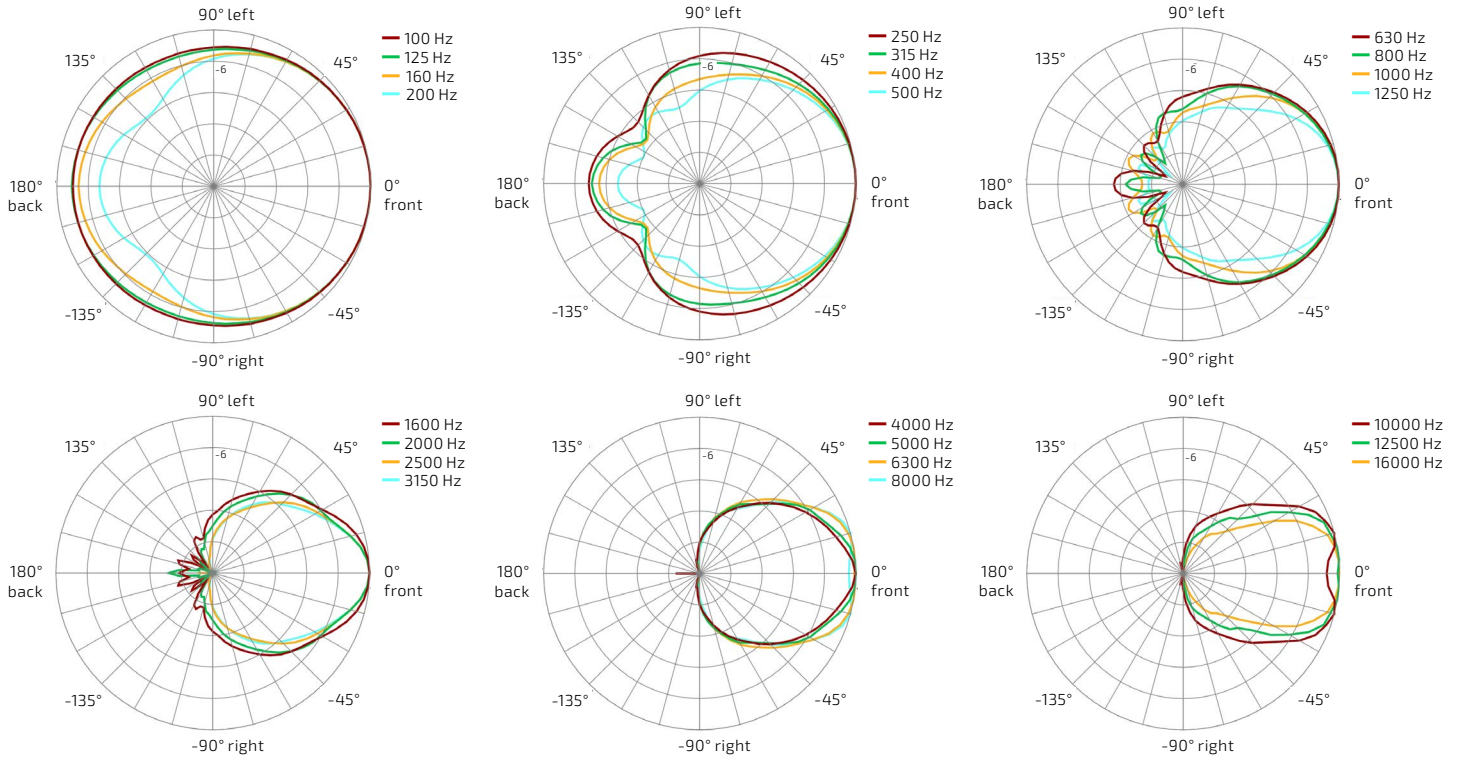 90° left
135°
45°
-6
180°
back
0°
front
-135°
-45°
-90° right
100 Hz
125 Hz
160 Hz
200 Hz
90° left
135°
45°
-6
180°
back
0°
front
-135°
-45°
-90° right
250 Hz
315 Hz
400 Hz
500 Hz
90° left
135°
45°
-6
180°
back
0°
front
-135°
-45°
-90° right
630 Hz
800 Hz
1000 Hz
1250 Hz
90° left
135°
45°
-6
180°
back
0°
front
-135°
-45°
-90° right
1600 Hz
2000 Hz
2500 Hz
3150 Hz
90° left
135°
45°
-6
180°
back
0°
front
-135°
-45°
-90° right
4000 Hz
5000 Hz
6300 Hz
8000 Hz
90° left
135°
45°
-6
180°
back
0°
front
-135°
-45°
-90° right
10000 Hz
12500 Hz
16000 Hz